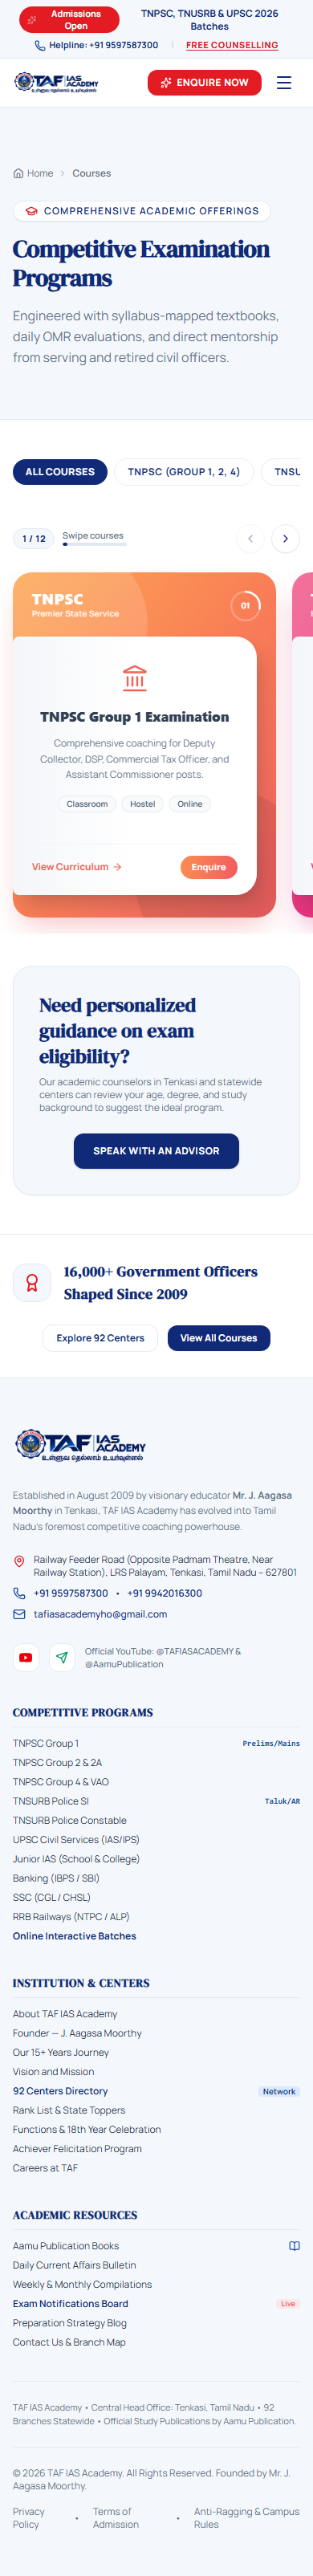 Admissions Open
TNPSC, TNUSRB & UPSC 2026 Batches
Helpline: +91 9597587300
FREE COUNSELLING
TAF IAS ACADEMY
உள்ளுவ தெல்லாம் உயர்வுள்ளல்
ENQUIRE NOW
Home > Courses
COMPREHENSIVE ACADEMIC OFFERINGS
Competitive Examination
Programs
Engineered with syllabus-mapped textbooks,
daily OMR evaluations, and direct mentorship
from serving and retired civil officers.
ALL COURSES
TNPSC (GROUP 1, 2, 4)
TNSU
1 / 12
Swipe courses
TNPSC
Premier State Service
01
TNPSC Group 1 Examination
Comprehensive coaching for Deputy
Collector, DSP, Commercial Tax Officer, and
Assistant Commissioner posts.
Classroom
Hostel
Online
View Curriculum →
Enquire
Need personalized
guidance on exam
eligibility?
Our academic counselors in Tenkasi and statewide
centers can review your age, degree, and study
background to suggest the ideal program.
SPEAK WITH AN ADVISOR
16,000+ Government Officers
Shaped Since 2009
Explore 92 Centers
View All Courses
TAF IAS ACADEMY
உள்ளுவ தெல்லாம் உயர்வுள்ளல்
Established in August 2009 by visionary educator Mr. J. Aagasa
Moorthy in Tenkasi, TAF IAS Academy has evolved into Tamil
Nadu's foremost competitive coaching powerhouse.
Railway Feeder Road (Opposite Padmam Theatre, Near
Railway Station), LRS Palayam, Tenkasi, Tamil Nadu – 627801
+91 9597587300 • +91 9942016300
tafiasacademyho@gmail.com
Official YouTube: @TAFIASACADEMY &
@AamuPublication
COMPETITIVE PROGRAMS
TNPSC Group 1
Prelims/Mains
TNPSC Group 2 & 2A
TNPSC Group 4 & VAO
TNSURB Police SI
Taluk/AR
TNSURB Police Constable
UPSC Civil Services (IAS/IPS)
Junior IAS (School & College)
Banking (IBPS / SBI)
SSC (CGL / CHSL)
RRB Railways (NTPC / ALP)
Online Interactive Batches
INSTITUTION & CENTERS
About TAF IAS Academy
Founder — J. Aagasa Moorthy
Our 15+ Years Journey
Vision and Mission
92 Centers Directory
Network
Rank List & State Toppers
Functions & 18th Year Celebration
Achiever Felicitation Program
Careers at TAF
ACADEMIC RESOURCES
Aamu Publication Books
Daily Current Affairs Bulletin
Weekly & Monthly Compilations
Exam Notifications Board
Live
Preparation Strategy Blog
Contact Us & Branch Map
TAF IAS Academy • Central Head Office: Tenkasi, Tamil Nadu • 92
Branches Statewide • Official Study Publications by Aamu Publication.
© 2026 TAF IAS Academy. All Rights Reserved. Founded by Mr. J.
Aagasa Moorthy.
Privacy Policy • Terms of Admission • Anti-Ragging & Campus Rules